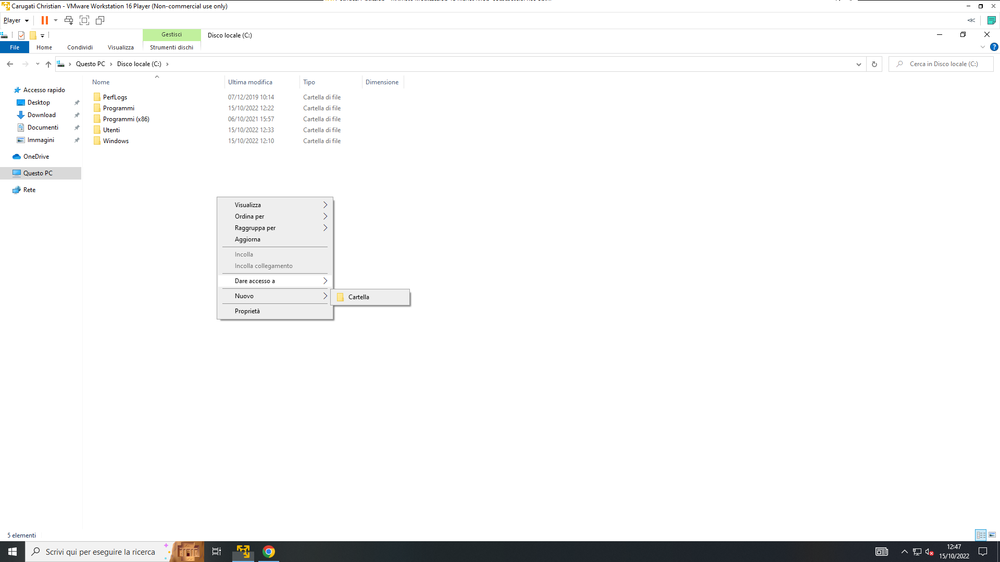 Carugati Christian - VMware Workstation 16 Player (Non-commercial use only)
Player
Gestisci
Disco locale (C:)
File
Home
Condividi
Visualizza
Strumenti dischi
Questo PC
Disco locale (C:)
Cerca in Disco locale (C:)
Nome
Ultima modifica
Tipo
Dimensione
Accesso rapido
Desktop
Download
Documenti
Immagini
OneDrive
Questo PC
Rete
PerfLogs 07/12/2019 10:14 Cartella di file
Programmi 15/10/2022 12:22 Cartella di file
Programmi (x86) 06/10/2021 15:57 Cartella di file
Utenti 15/10/2022 12:33 Cartella di file
Windows 15/10/2022 12:10 Cartella di file
Visualizza
Ordina per
Raggruppa per
Aggiorna
Incolla
Incolla collegamento
Dare accesso a
Nuovo
Cartella
Proprietà
5 elementi
Scrivi qui per eseguire la ricerca
12:47
15/10/2022